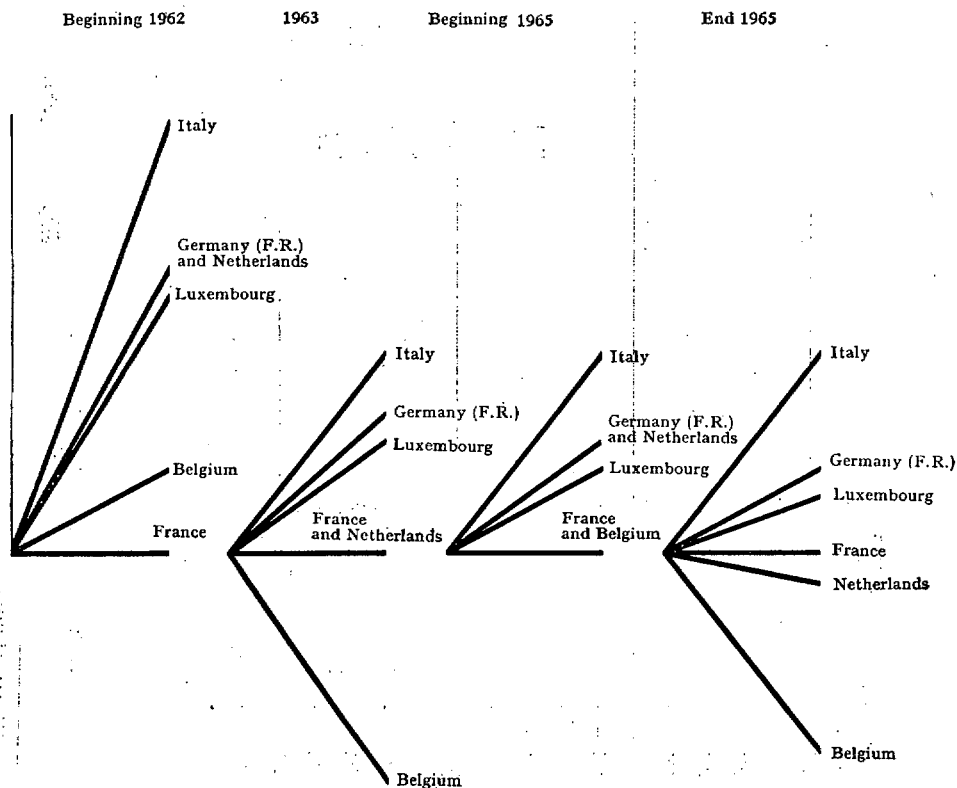 Beginning 1962
1963
Beginning 1965
End 1965
Italy
Germany (F.R.)
and Netherlands
Luxembourg
Belgium
France
Italy
Germany (F.R.)
Luxembourg
France
and Netherlands
Belgium
Italy
Germany (F.R.)
and Netherlands
Luxembourg
France
and Belgium
Italy
Germany (F.R.)
Luxembourg
France
Netherlands
Belgium